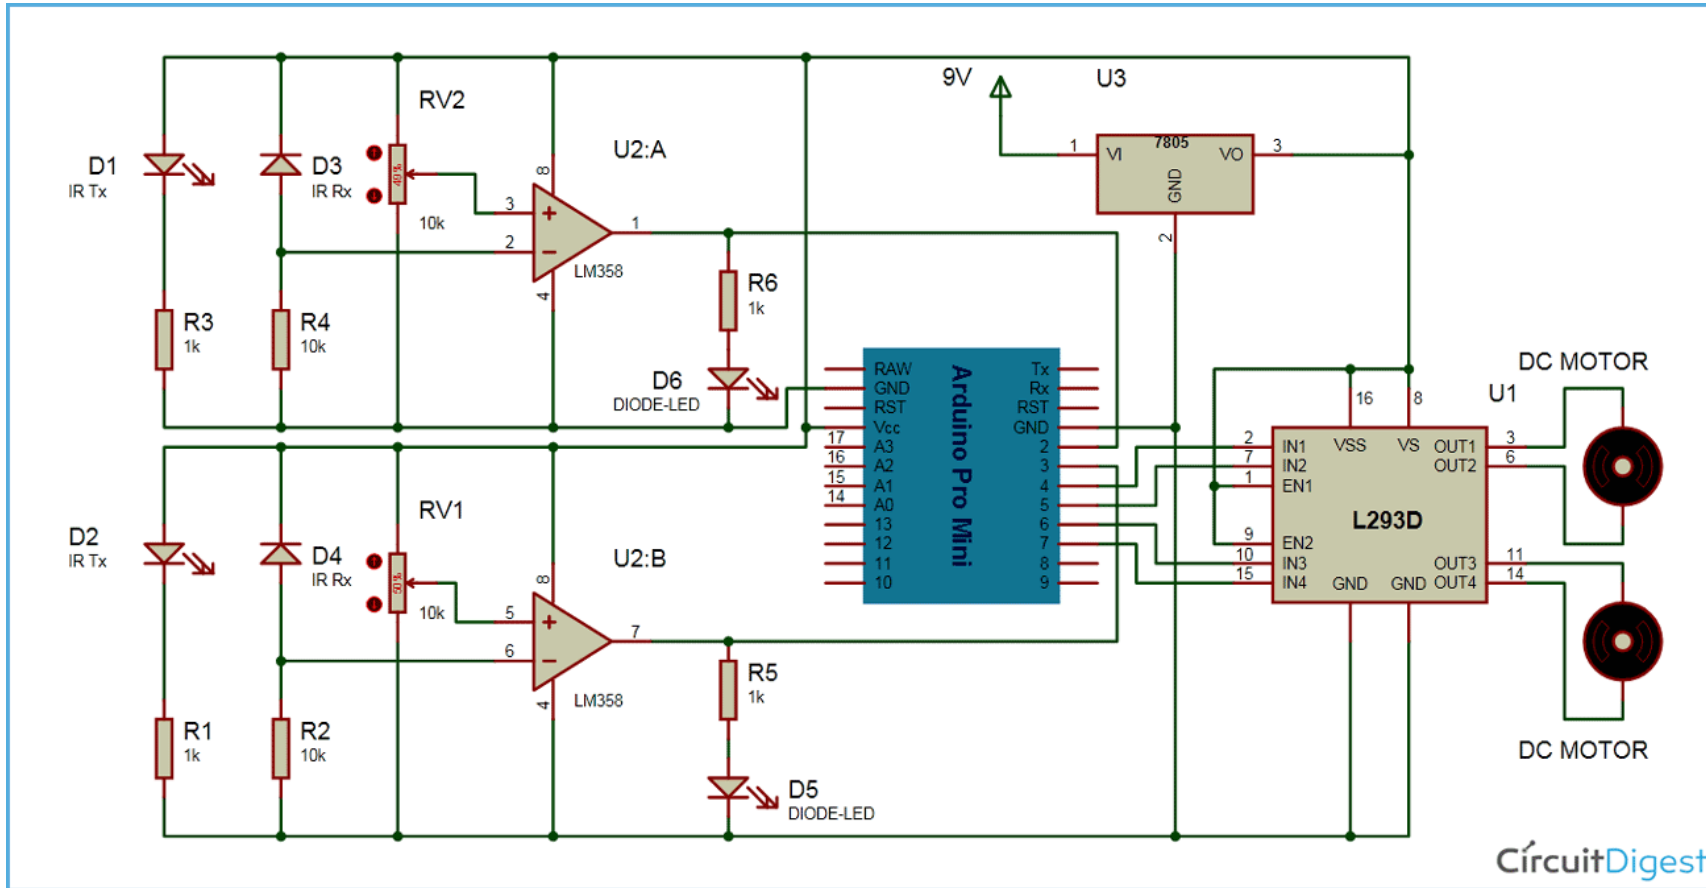 9V
U3
RV2
7805
1
VI
VO
3
GND
2
U2:A
D1
IR Tx
D3
IR Rx
49%
10k
8
3
2
1
4
LM358
R3
1k
R4
10k
R6
1k
D6
DIODE-LED
RAW
GND
RST
Vcc
17
A3
16
A2
15
A1
14
A0
13
12
11
10
Arduino Pro Mini
Tx
Rx
RST
GND
2
3
4
5
6
7
8
9
DC MOTOR
U1
16
8
2
IN1
7
IN2
1
EN1
VSS
VS
OUT1
3
OUT2
6
L293D
9
EN2
10
IN3
15
IN4
GND
GND
OUT3
11
OUT4
14
DC MOTOR
RV1
U2:B
D2
IR Tx
D4
IR Rx
50%
10k
8
5
6
7
4
LM358
R1
1k
R2
10k
R5
1k
D5
DIODE-LED
CircuitDigest